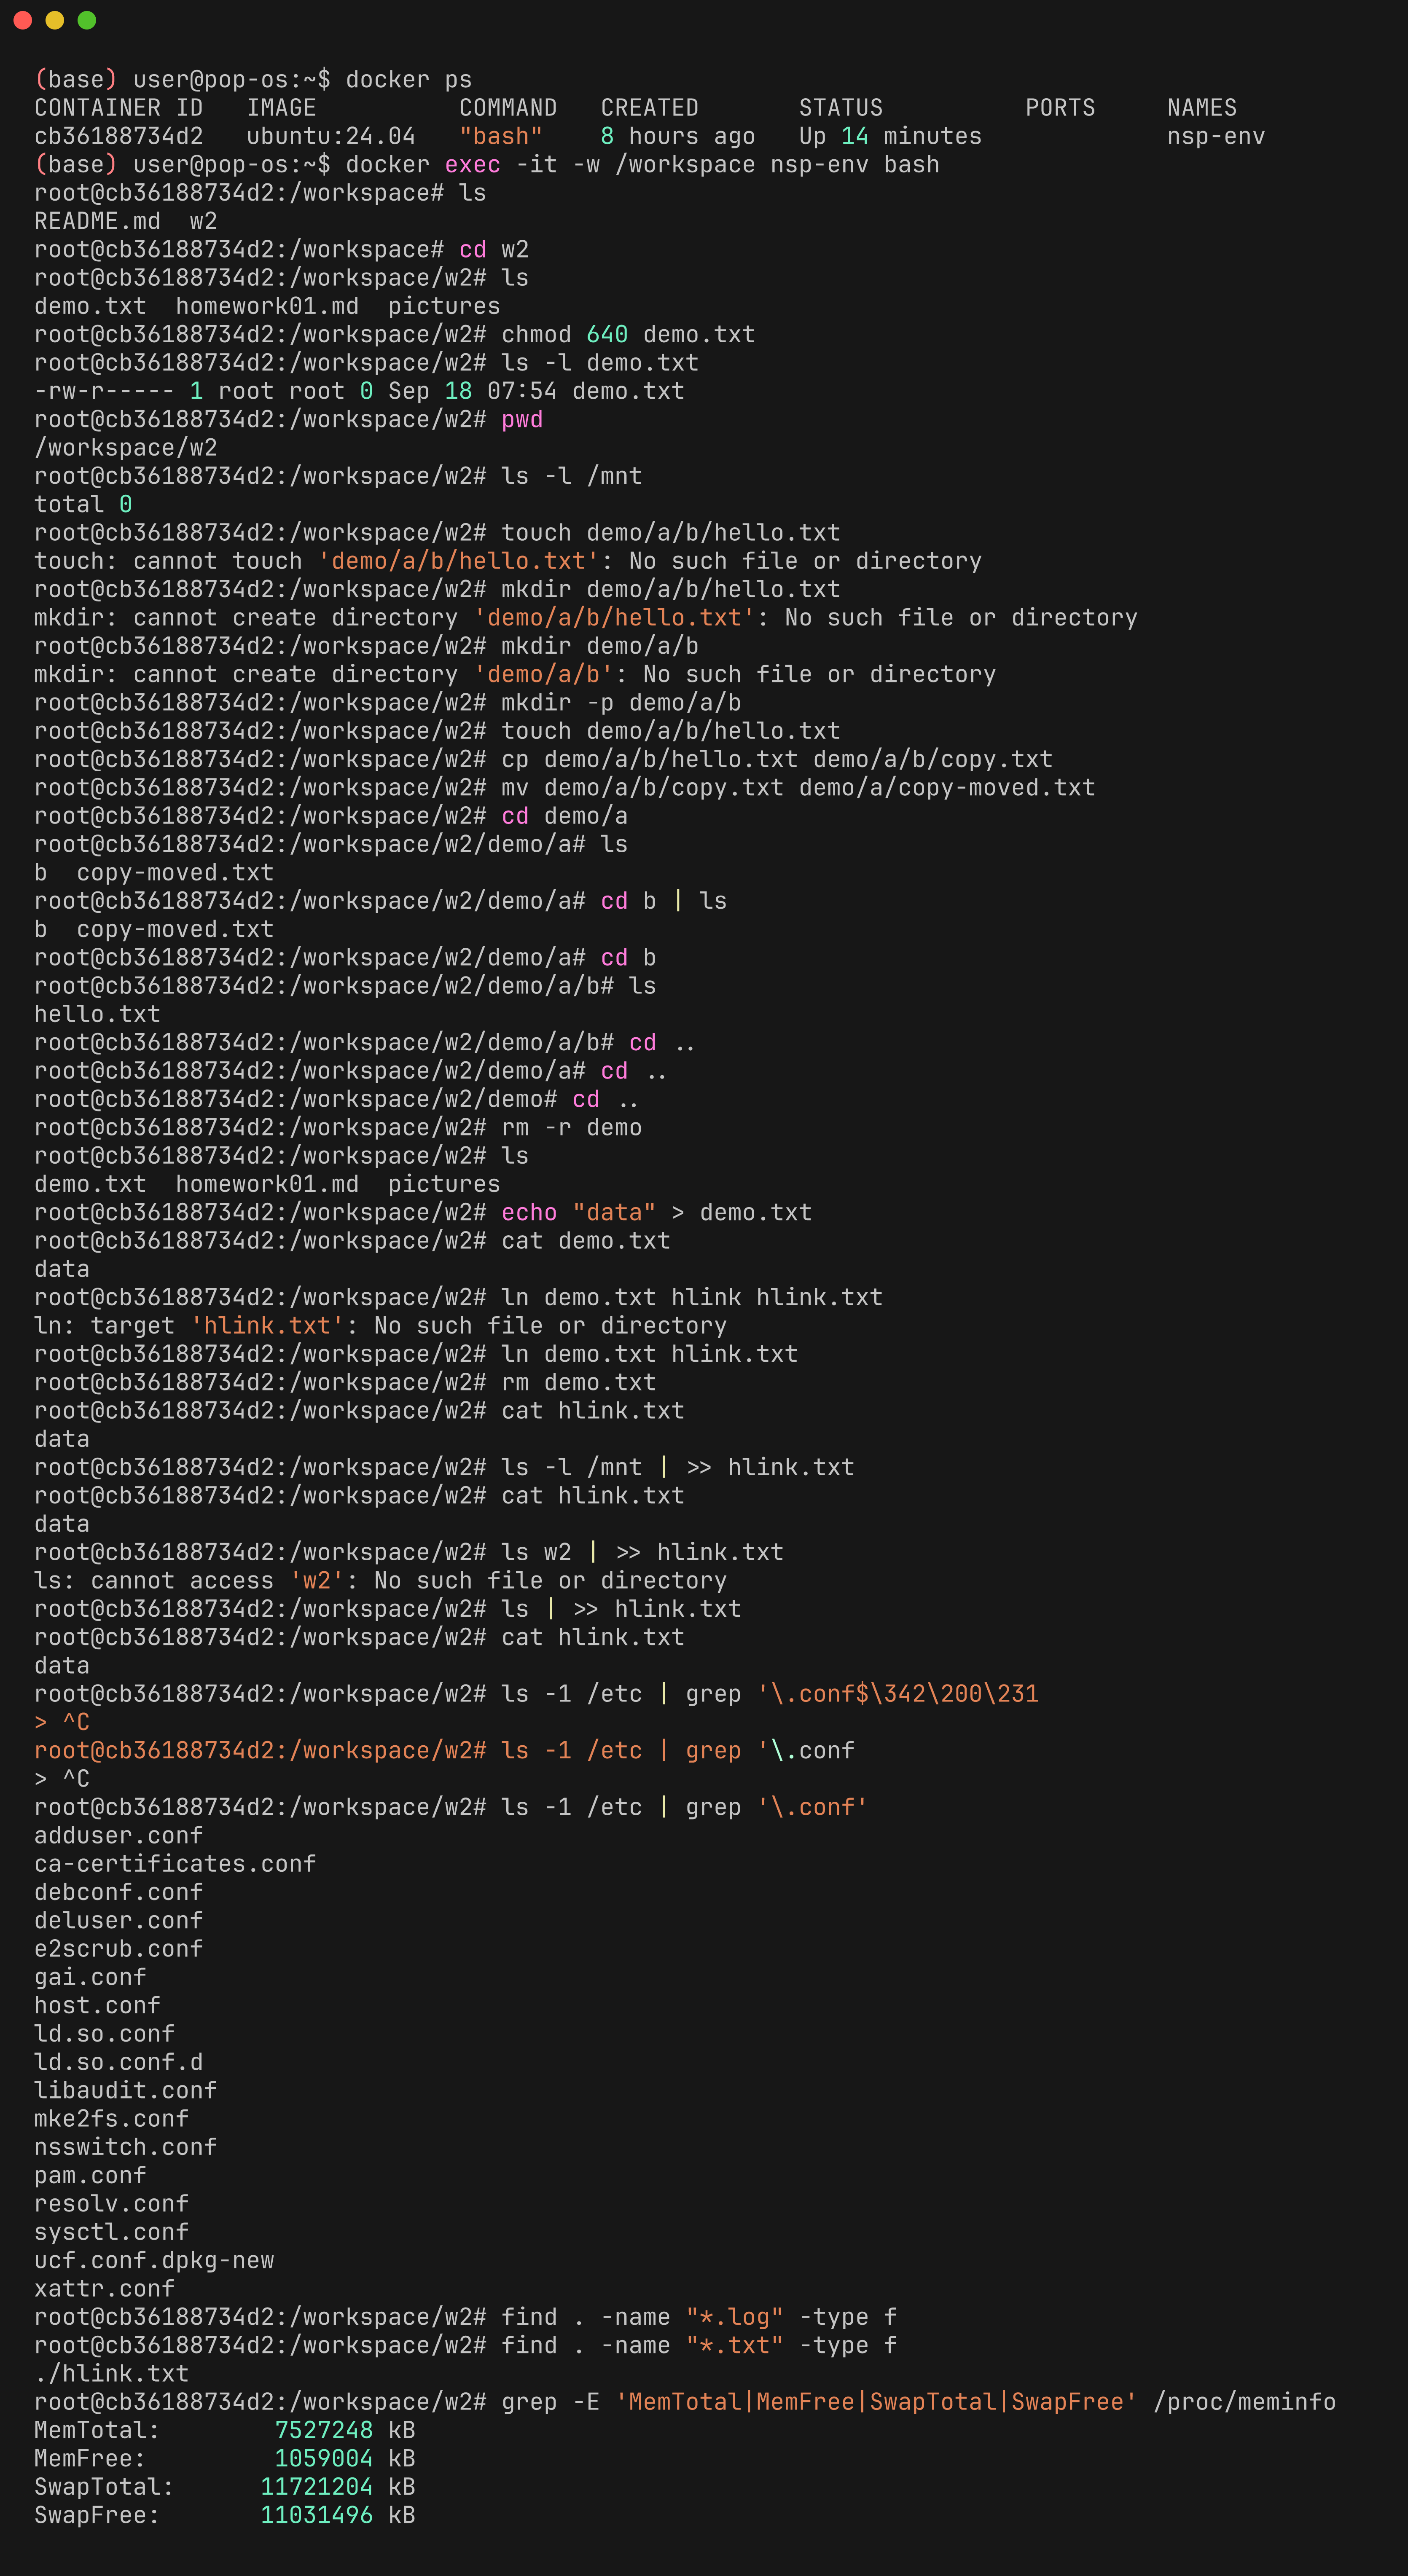 (base) user@pop-os:~$ docker ps
CONTAINER ID   IMAGE          COMMAND   CREATED       STATUS          PORTS     NAMES
cb36188734d2   ubuntu:24.04   "bash"    8 hours ago   Up 14 minutes             nsp-env
(base) user@pop-os:~$ docker exec -it -w /workspace nsp-env bash
root@cb36188734d2:/workspace# ls
README.md  w2
root@cb36188734d2:/workspace# cd w2
root@cb36188734d2:/workspace/w2# ls
demo.txt  homework01.md  pictures
root@cb36188734d2:/workspace/w2# chmod 640 demo.txt
root@cb36188734d2:/workspace/w2# ls -l demo.txt
-rw-r----- 1 root root 0 Sep 18 07:54 demo.txt
root@cb36188734d2:/workspace/w2# pwd
/workspace/w2
root@cb36188734d2:/workspace/w2# ls -l /mnt
total 0
root@cb36188734d2:/workspace/w2# touch demo/a/b/hello.txt
touch: cannot touch 'demo/a/b/hello.txt': No such file or directory
root@cb36188734d2:/workspace/w2# mkdir demo/a/b/hello.txt
mkdir: cannot create directory 'demo/a/b/hello.txt': No such file or directory
root@cb36188734d2:/workspace/w2# mkdir demo/a/b
mkdir: cannot create directory 'demo/a/b': No such file or directory
root@cb36188734d2:/workspace/w2# mkdir -p demo/a/b
root@cb36188734d2:/workspace/w2# touch demo/a/b/hello.txt
root@cb36188734d2:/workspace/w2# cp demo/a/b/hello.txt demo/a/b/copy.txt
root@cb36188734d2:/workspace/w2# mv demo/a/b/copy.txt demo/a/copy-moved.txt
root@cb36188734d2:/workspace/w2# cd demo/a
root@cb36188734d2:/workspace/w2/demo/a# ls
b  copy-moved.txt
root@cb36188734d2:/workspace/w2/demo/a# cd b | ls
b  copy-moved.txt
root@cb36188734d2:/workspace/w2/demo/a# cd b
root@cb36188734d2:/workspace/w2/demo/a/b# ls
hello.txt
root@cb36188734d2:/workspace/w2/demo/a/b# cd ..
root@cb36188734d2:/workspace/w2/demo/a# cd ..
root@cb36188734d2:/workspace/w2/demo# cd ..
root@cb36188734d2:/workspace/w2# rm -r demo
root@cb36188734d2:/workspace/w2# ls
demo.txt  homework01.md  pictures
root@cb36188734d2:/workspace/w2# echo "data" > demo.txt
root@cb36188734d2:/workspace/w2# cat demo.txt
data
root@cb36188734d2:/workspace/w2# ln demo.txt hlink hlink.txt
ln: target 'hlink.txt': No such file or directory
root@cb36188734d2:/workspace/w2# ln demo.txt hlink.txt
root@cb36188734d2:/workspace/w2# rm demo.txt
root@cb36188734d2:/workspace/w2# cat hlink.txt
data
root@cb36188734d2:/workspace/w2# ls -l /mnt | >> hlink.txt
root@cb36188734d2:/workspace/w2# cat hlink.txt
data
root@cb36188734d2:/workspace/w2# ls w2 | >> hlink.txt
ls: cannot access 'w2': No such file or directory
root@cb36188734d2:/workspace/w2# ls | >> hlink.txt
root@cb36188734d2:/workspace/w2# cat hlink.txt
data
root@cb36188734d2:/workspace/w2# ls -1 /etc | grep '\.conf$\342\200\231
> ^C
root@cb36188734d2:/workspace/w2# ls -1 /etc | grep '\.conf
> ^C
root@cb36188734d2:/workspace/w2# ls -1 /etc | grep '\.conf'
adduser.conf
ca-certificates.conf
debconf.conf
deluser.conf
e2scrub.conf
gai.conf
host.conf
ld.so.conf
ld.so.conf.d
libaudit.conf
mke2fs.conf
nsswitch.conf
pam.conf
resolv.conf
sysctl.conf
ucf.conf.dpkg-new
xattr.conf
root@cb36188734d2:/workspace/w2# find . -name "*.log" -type f
root@cb36188734d2:/workspace/w2# find . -name "*.txt" -type f
./hlink.txt
root@cb36188734d2:/workspace/w2# grep -E 'MemTotal|MemFree|SwapTotal|SwapFree' /proc/meminfo
MemTotal:        7527248 kB
MemFree:         1059004 kB
SwapTotal:      11721204 kB
SwapFree:       11031496 kB